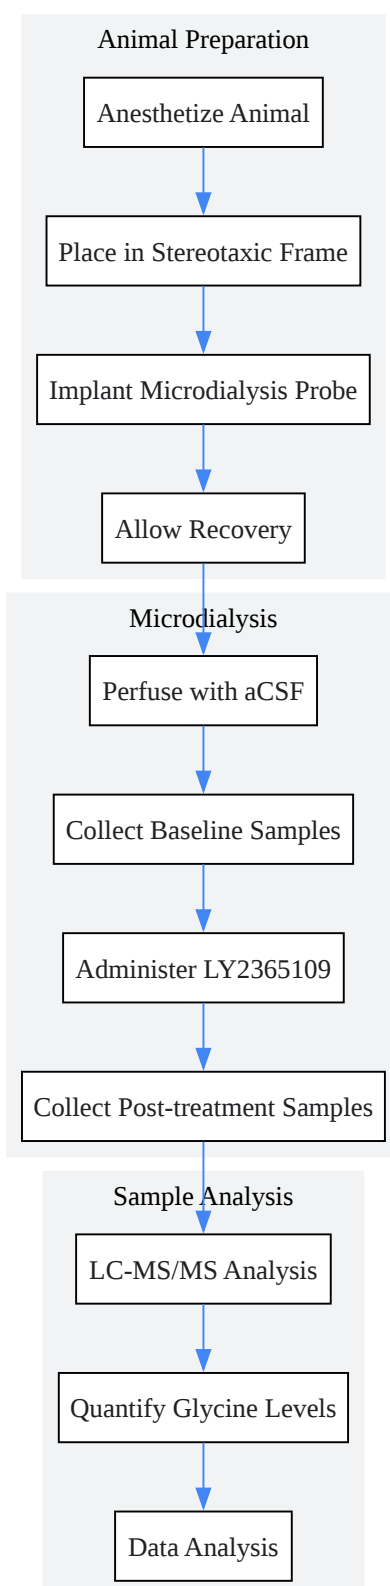 Animal Preparation
Anesthetize Animal
Place in Stereotaxic Frame
Implant Microdialysis Probe
Allow Recovery
Microdialysis
Perfuse with aCSF
Collect Baseline Samples
Administer LY2365109
Collect Post-treatment Samples
Sample Analysis
LC-MS/MS Analysis
Quantify Glycine Levels
Data Analysis